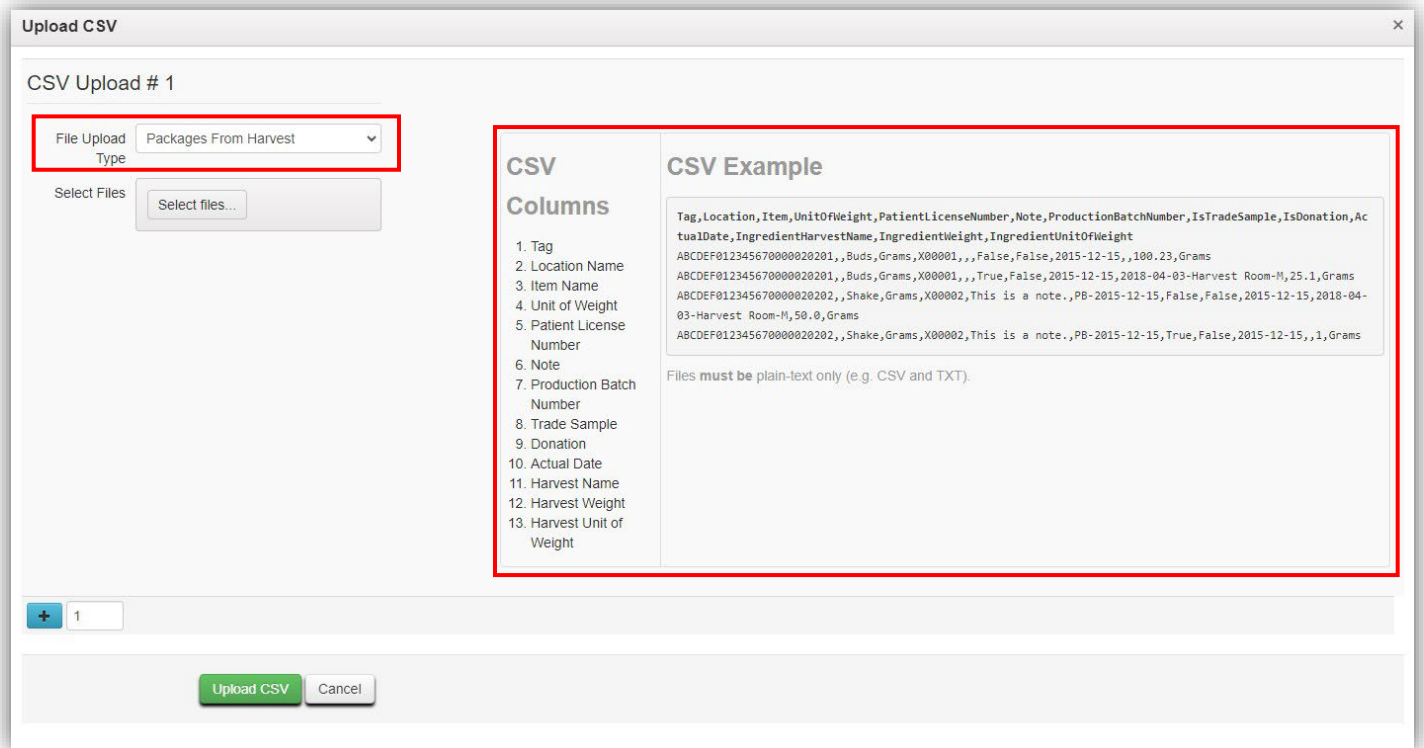 Upload CSV
×
CSV Upload # 1
File Upload
Type
Packages From Harvest
Select Files
Select files...
CSV
Columns
1. Tag
2. Location Name
3. Item Name
4. Unit of Weight
5. Patient License
Number
6. Note
7. Production Batch
Number
8. Trade Sample
9. Donation
10. Actual Date
11. Harvest Name
12. Harvest Weight
13. Harvest Unit of
Weight
CSV Example
Tag,Location,Item,UnitOfWeight,PatientLicenseNumber,Note,ProductionBatchNumber,IsTradeSample,IsDonation,Ac
tualDate,IngredientHarvestName,IngredientWeight,IngredientUnitOfWeight
ABCDEF012345670000020201,,Buds,Grams,X00001,,,False,False,2015-12-15,,100.23,Grams
ABCDEF012345670000020201,,Buds,Grams,X00001,,,True,False,2015-12-15,2018-04-03-Harvest Room-M,25.1,Grams
ABCDEF012345670000020202,,Shake,Grams,X00002,This is a note.,PB-2015-12-15,False,False,2015-12-15,2018-04-
03-Harvest Room-M,50.0,Grams
ABCDEF012345670000020202,,Shake,Grams,X00002,This is a note.,PB-2015-12-15,True,False,2015-12-15,,1,Grams
Files must be plain-text only (e.g. CSV and TXT).
+
1
Upload CSV
Cancel